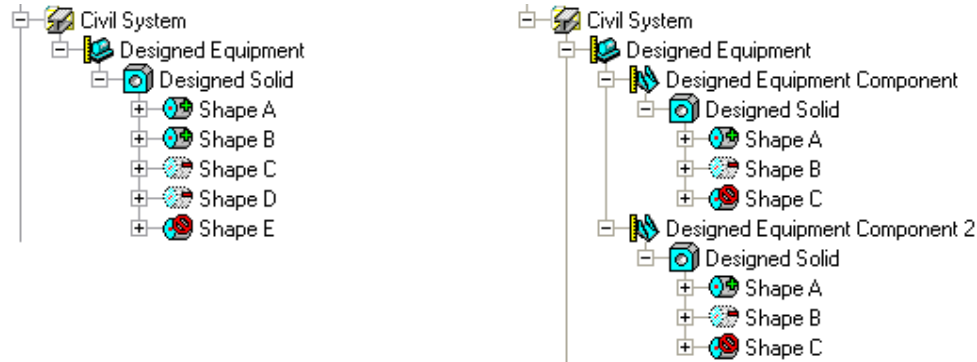 Civil System
Designed Equipment
Designed Solid
Shape A
Shape B
Shape C
Shape D
Shape E
Civil System
Designed Equipment
Designed Equipment Component
Designed Solid
Shape A
Shape B
Shape C
Designed Equipment Component 2
Designed Solid
Shape A
Shape B
Shape C